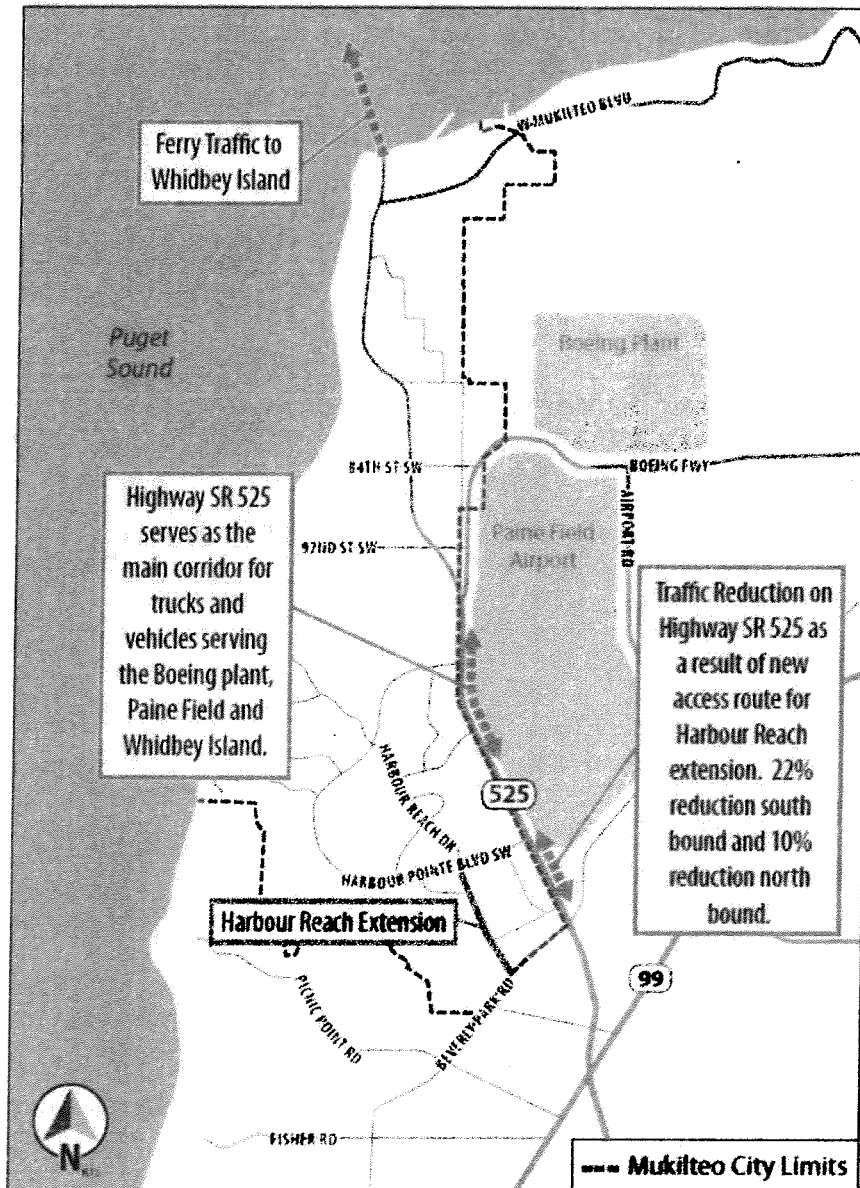 W MUKILTEO BLVD
Ferry Traffic to
Whidbey Island
Puget
Sound
Boeing Plant
84TH ST SW
BOEING FWY
AIRPORT RD
Highway SR 525
serves as the
main corridor for
trucks and
vehicles serving
the Boeing plant,
Paine Field and
Whidbey Island.
92ND ST SW
Paine Field
Airport
Traffic Reduction on
Highway SR 525 as
a result of new
access route for
Harbour Reach
extension. 22%
reduction south
bound and 10%
reduction north
bound.
HARBOUR REACH DR
525
HARBOUR POINTE BLVD SW
Harbour Reach Extension
99
PICNIC POINT RD
BEVERLY PARK RD
FISHER RD
N
Mukilteo City Limits